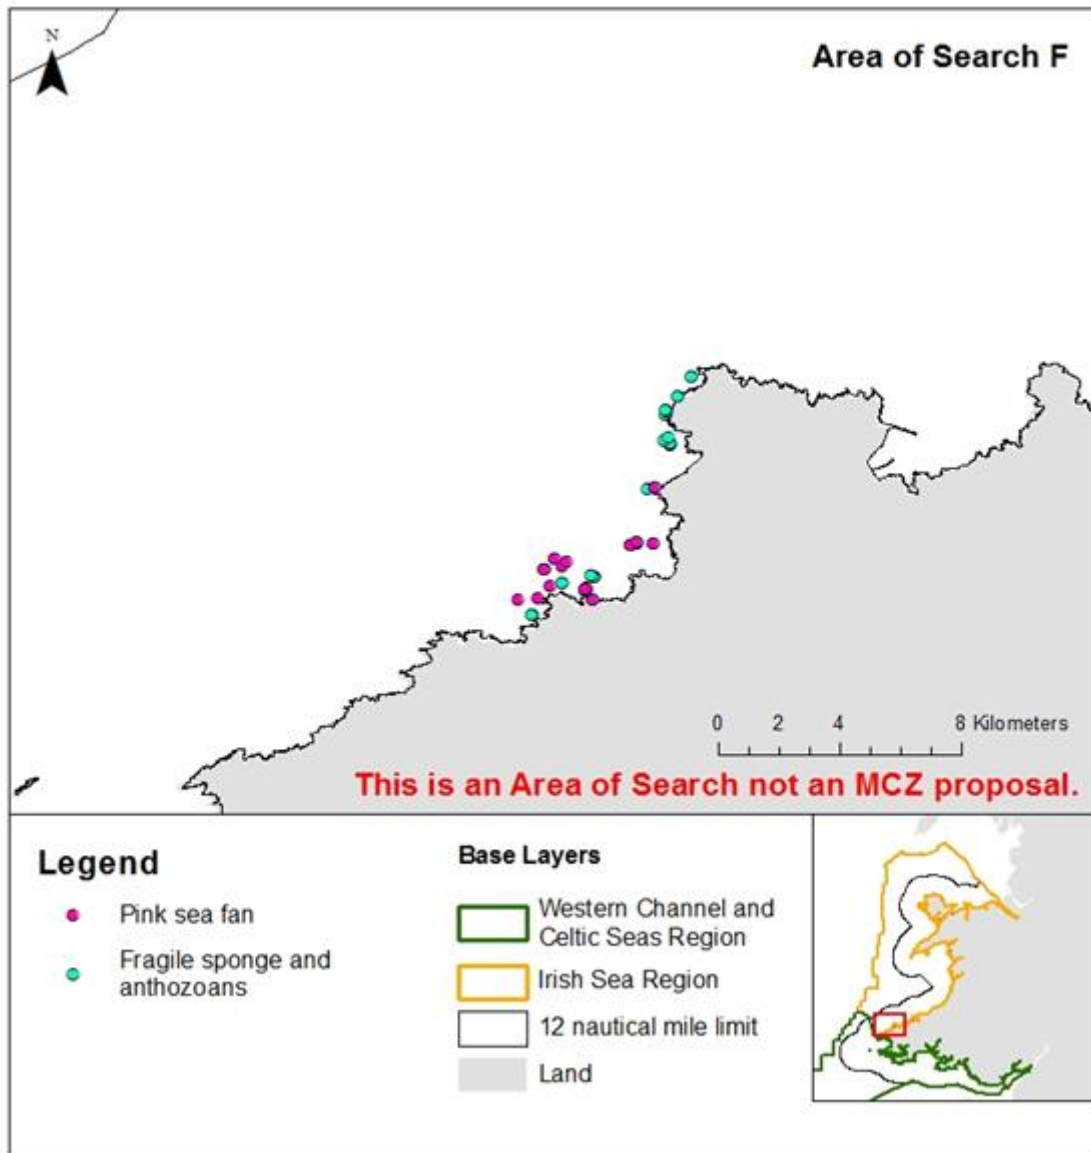 N
Area of Search F
0 2 4 8 Kilometers
This is an Area of Search not an MCZ proposal.
Legend
Pink sea fan
Fragile sponge and
anthozoans
Base Layers
Western Channel and
Celtic Seas Region
Irish Sea Region
12 nautical mile limit
Land